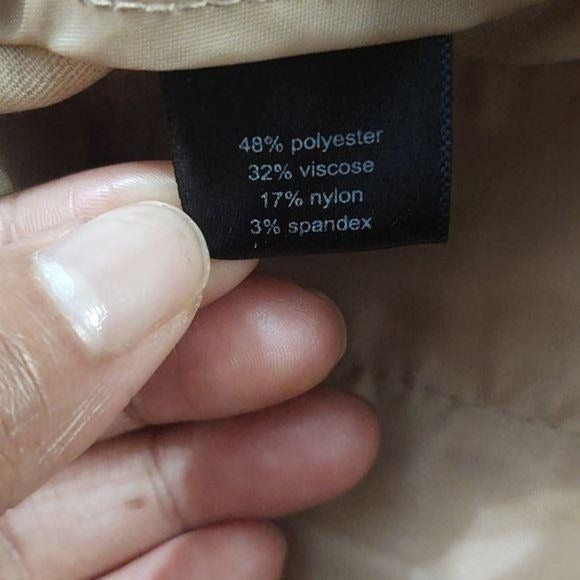 48% polyester
32% viscose
17% nylon
3% spandex